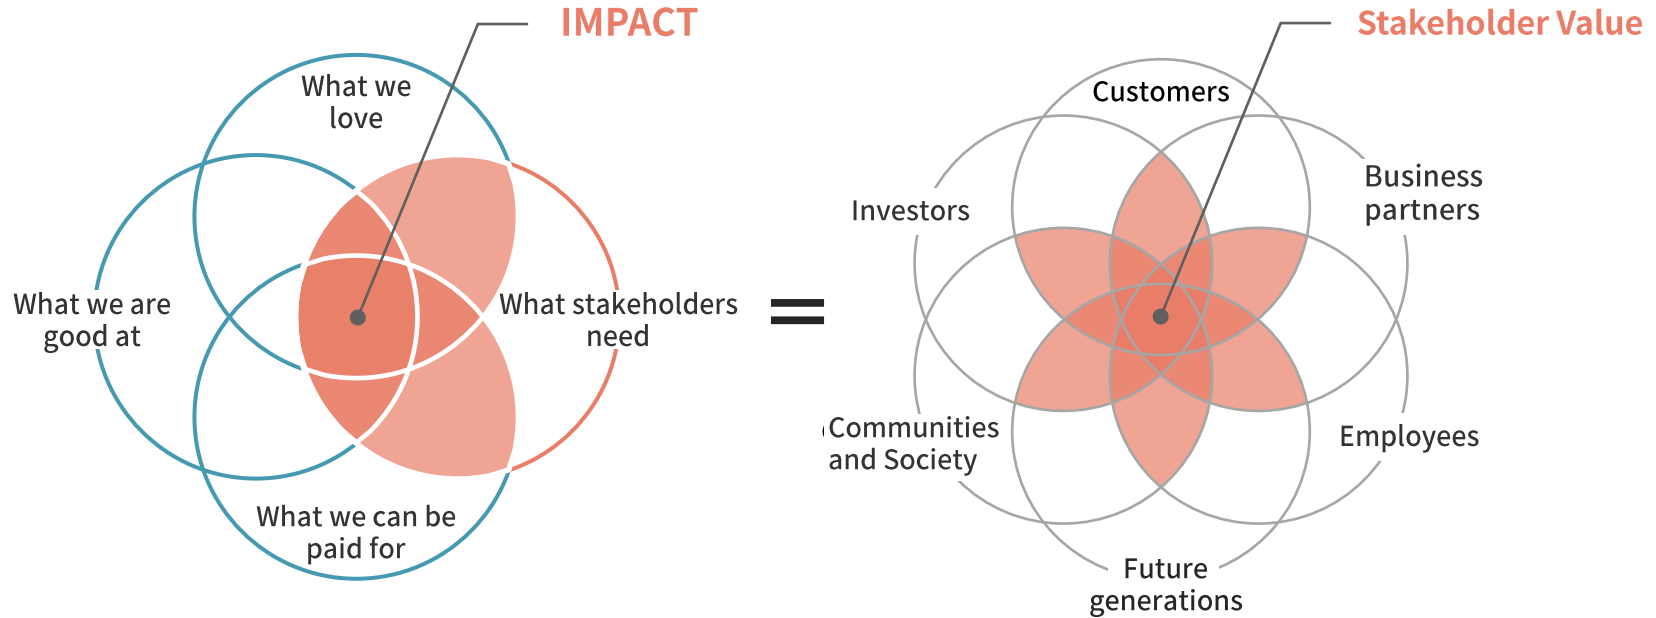 IMPACT
What we
love
What we are
good at
What stakeholders
need
What we can be
paid for
=
Stakeholder Value
Customers
Business
partners
Investors
Communities
and Society
Employees
Future
generations